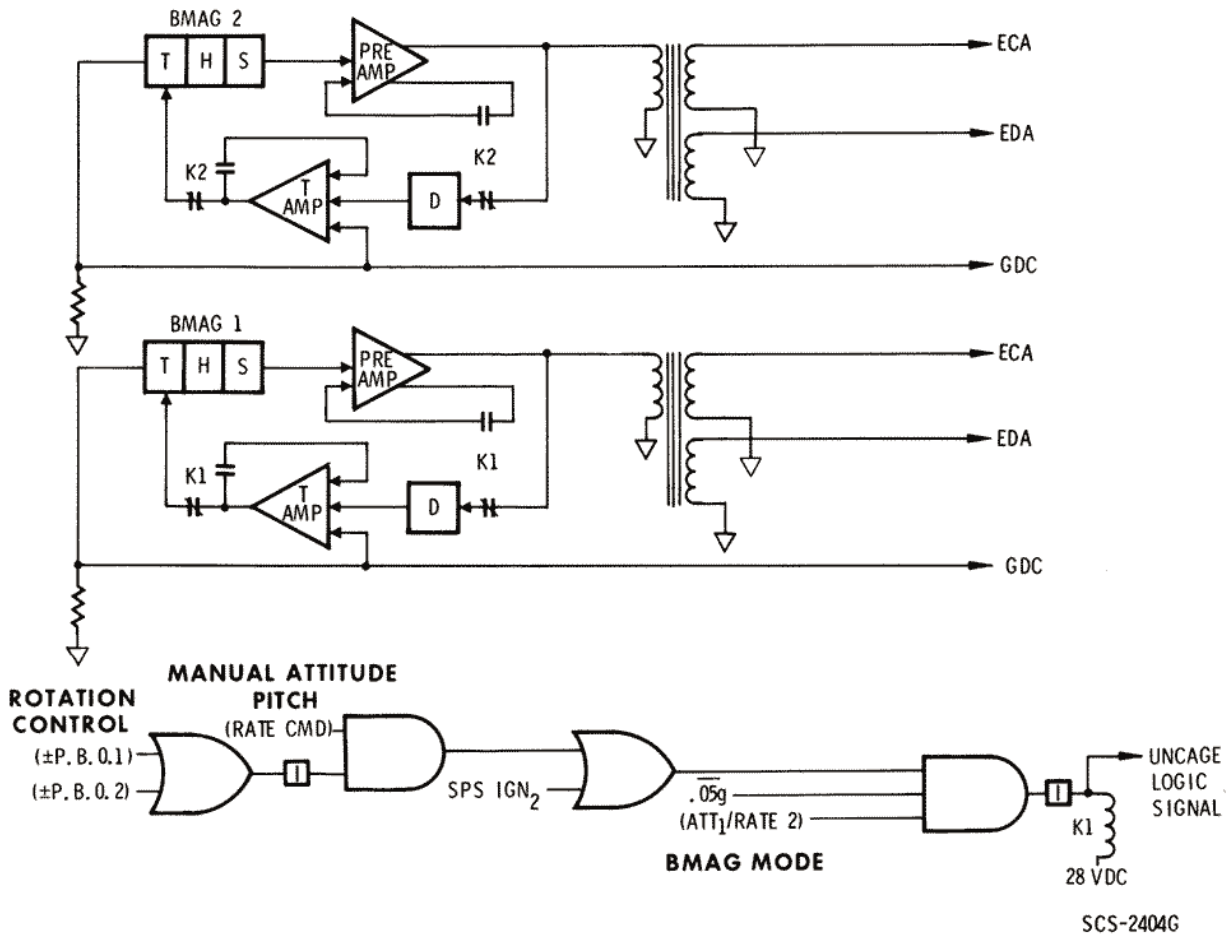 BMAG 2
T H S
PRE AMP
ECA
EDA
K2
K2
T AMP
D
GDC
BMAG 1
T H S
PRE AMP
ECA
EDA
K1
K1
T AMP
D
GDC
MANUAL ATTITUDE
PITCH
(RATE CMD)
ROTATION
CONTROL
(±P. B. 0. 1)
(±P. B. 0. 2)
I
SPS IGN₂
.05g
(ATT₁/RATE 2)
BMAG MODE
I
UNCAGE
LOGIC
SIGNAL
K1
28 VDC
SCS-2404G